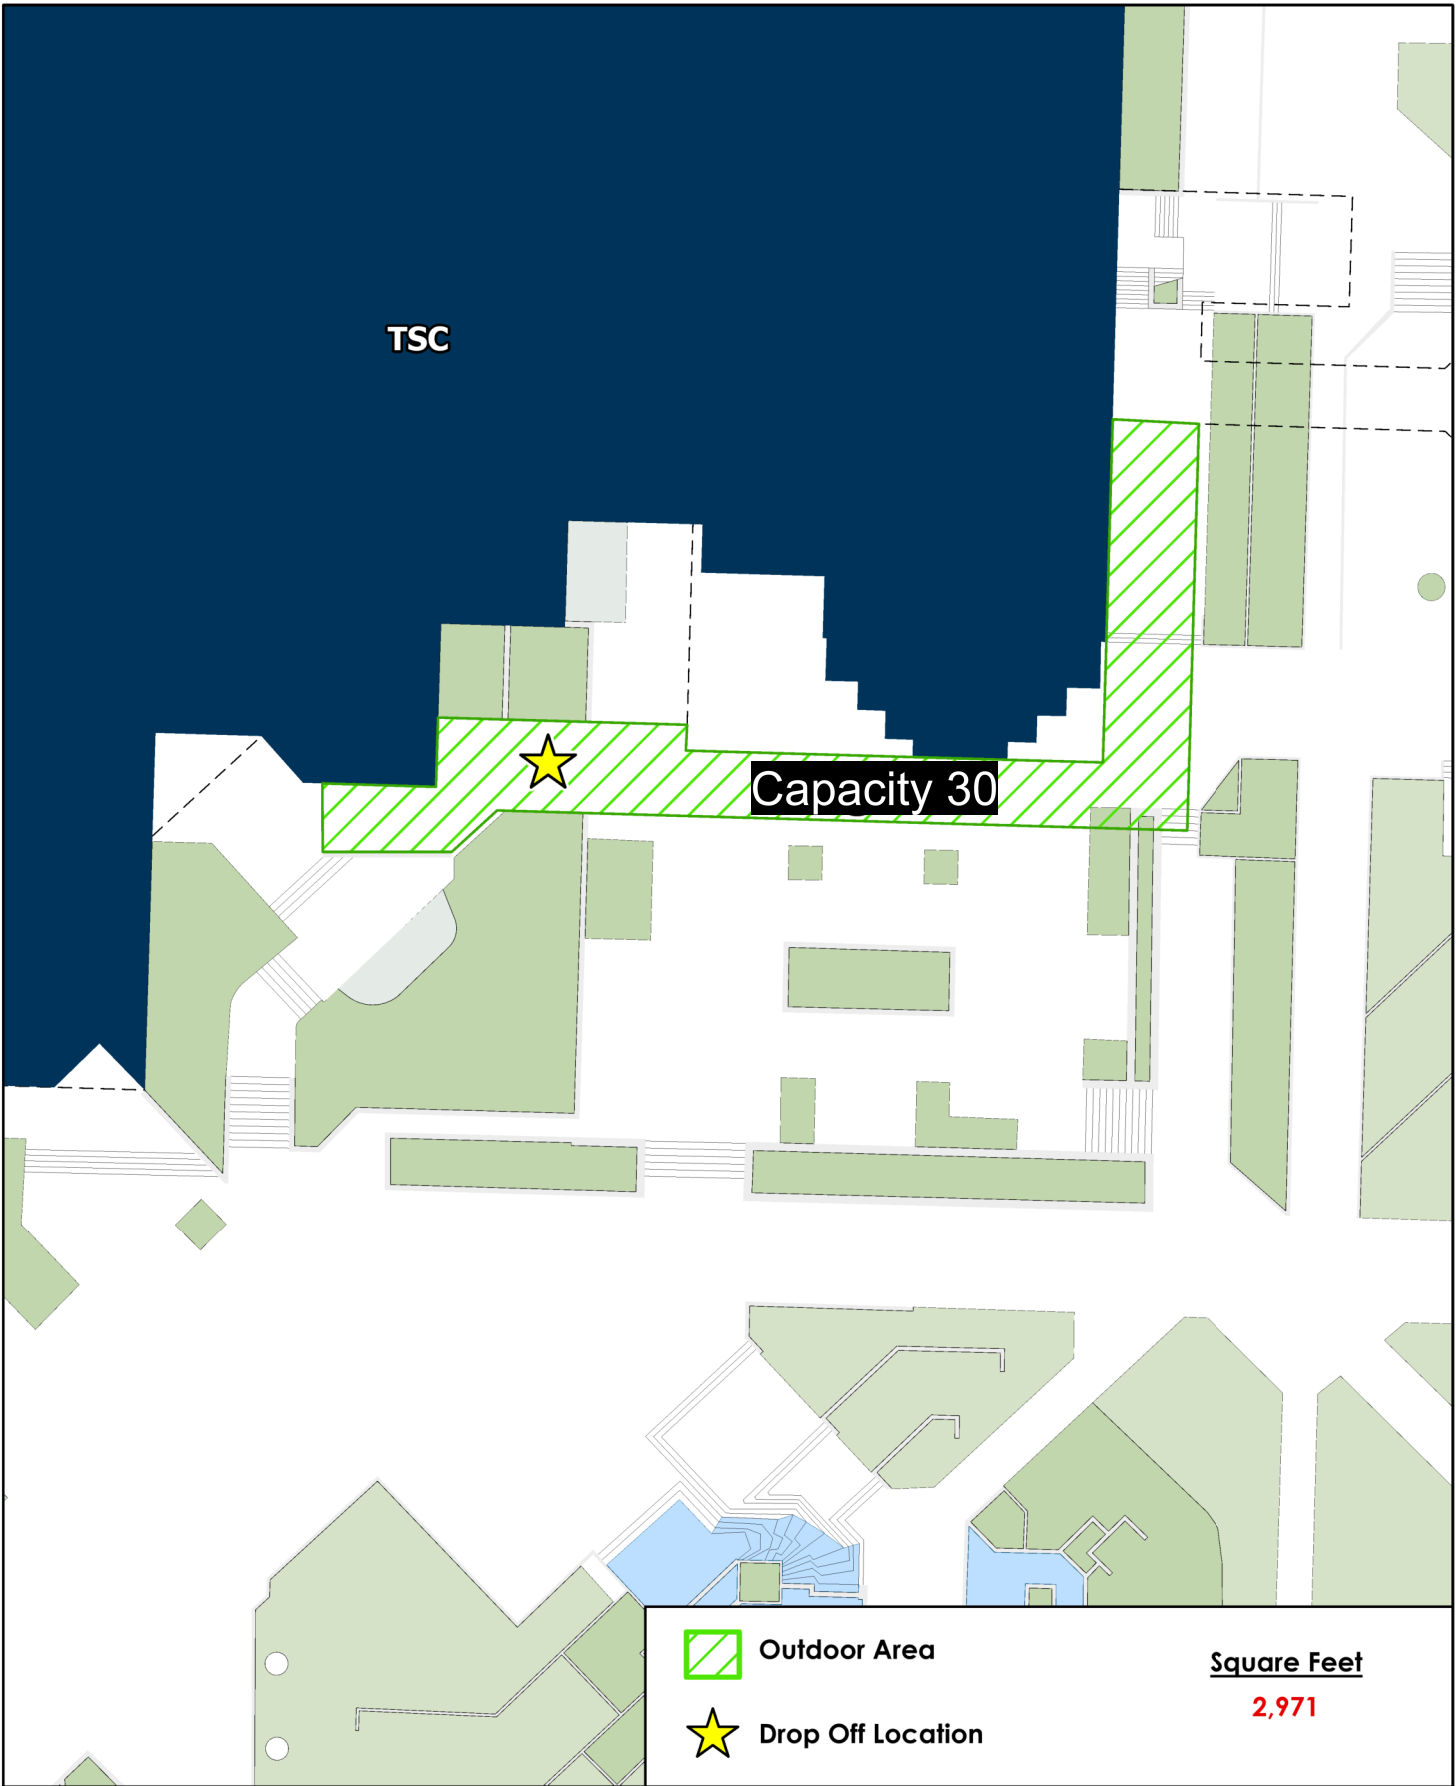 TSC
Capacity 30
Outdoor Area
Square Feet
2,971
Drop Off Location